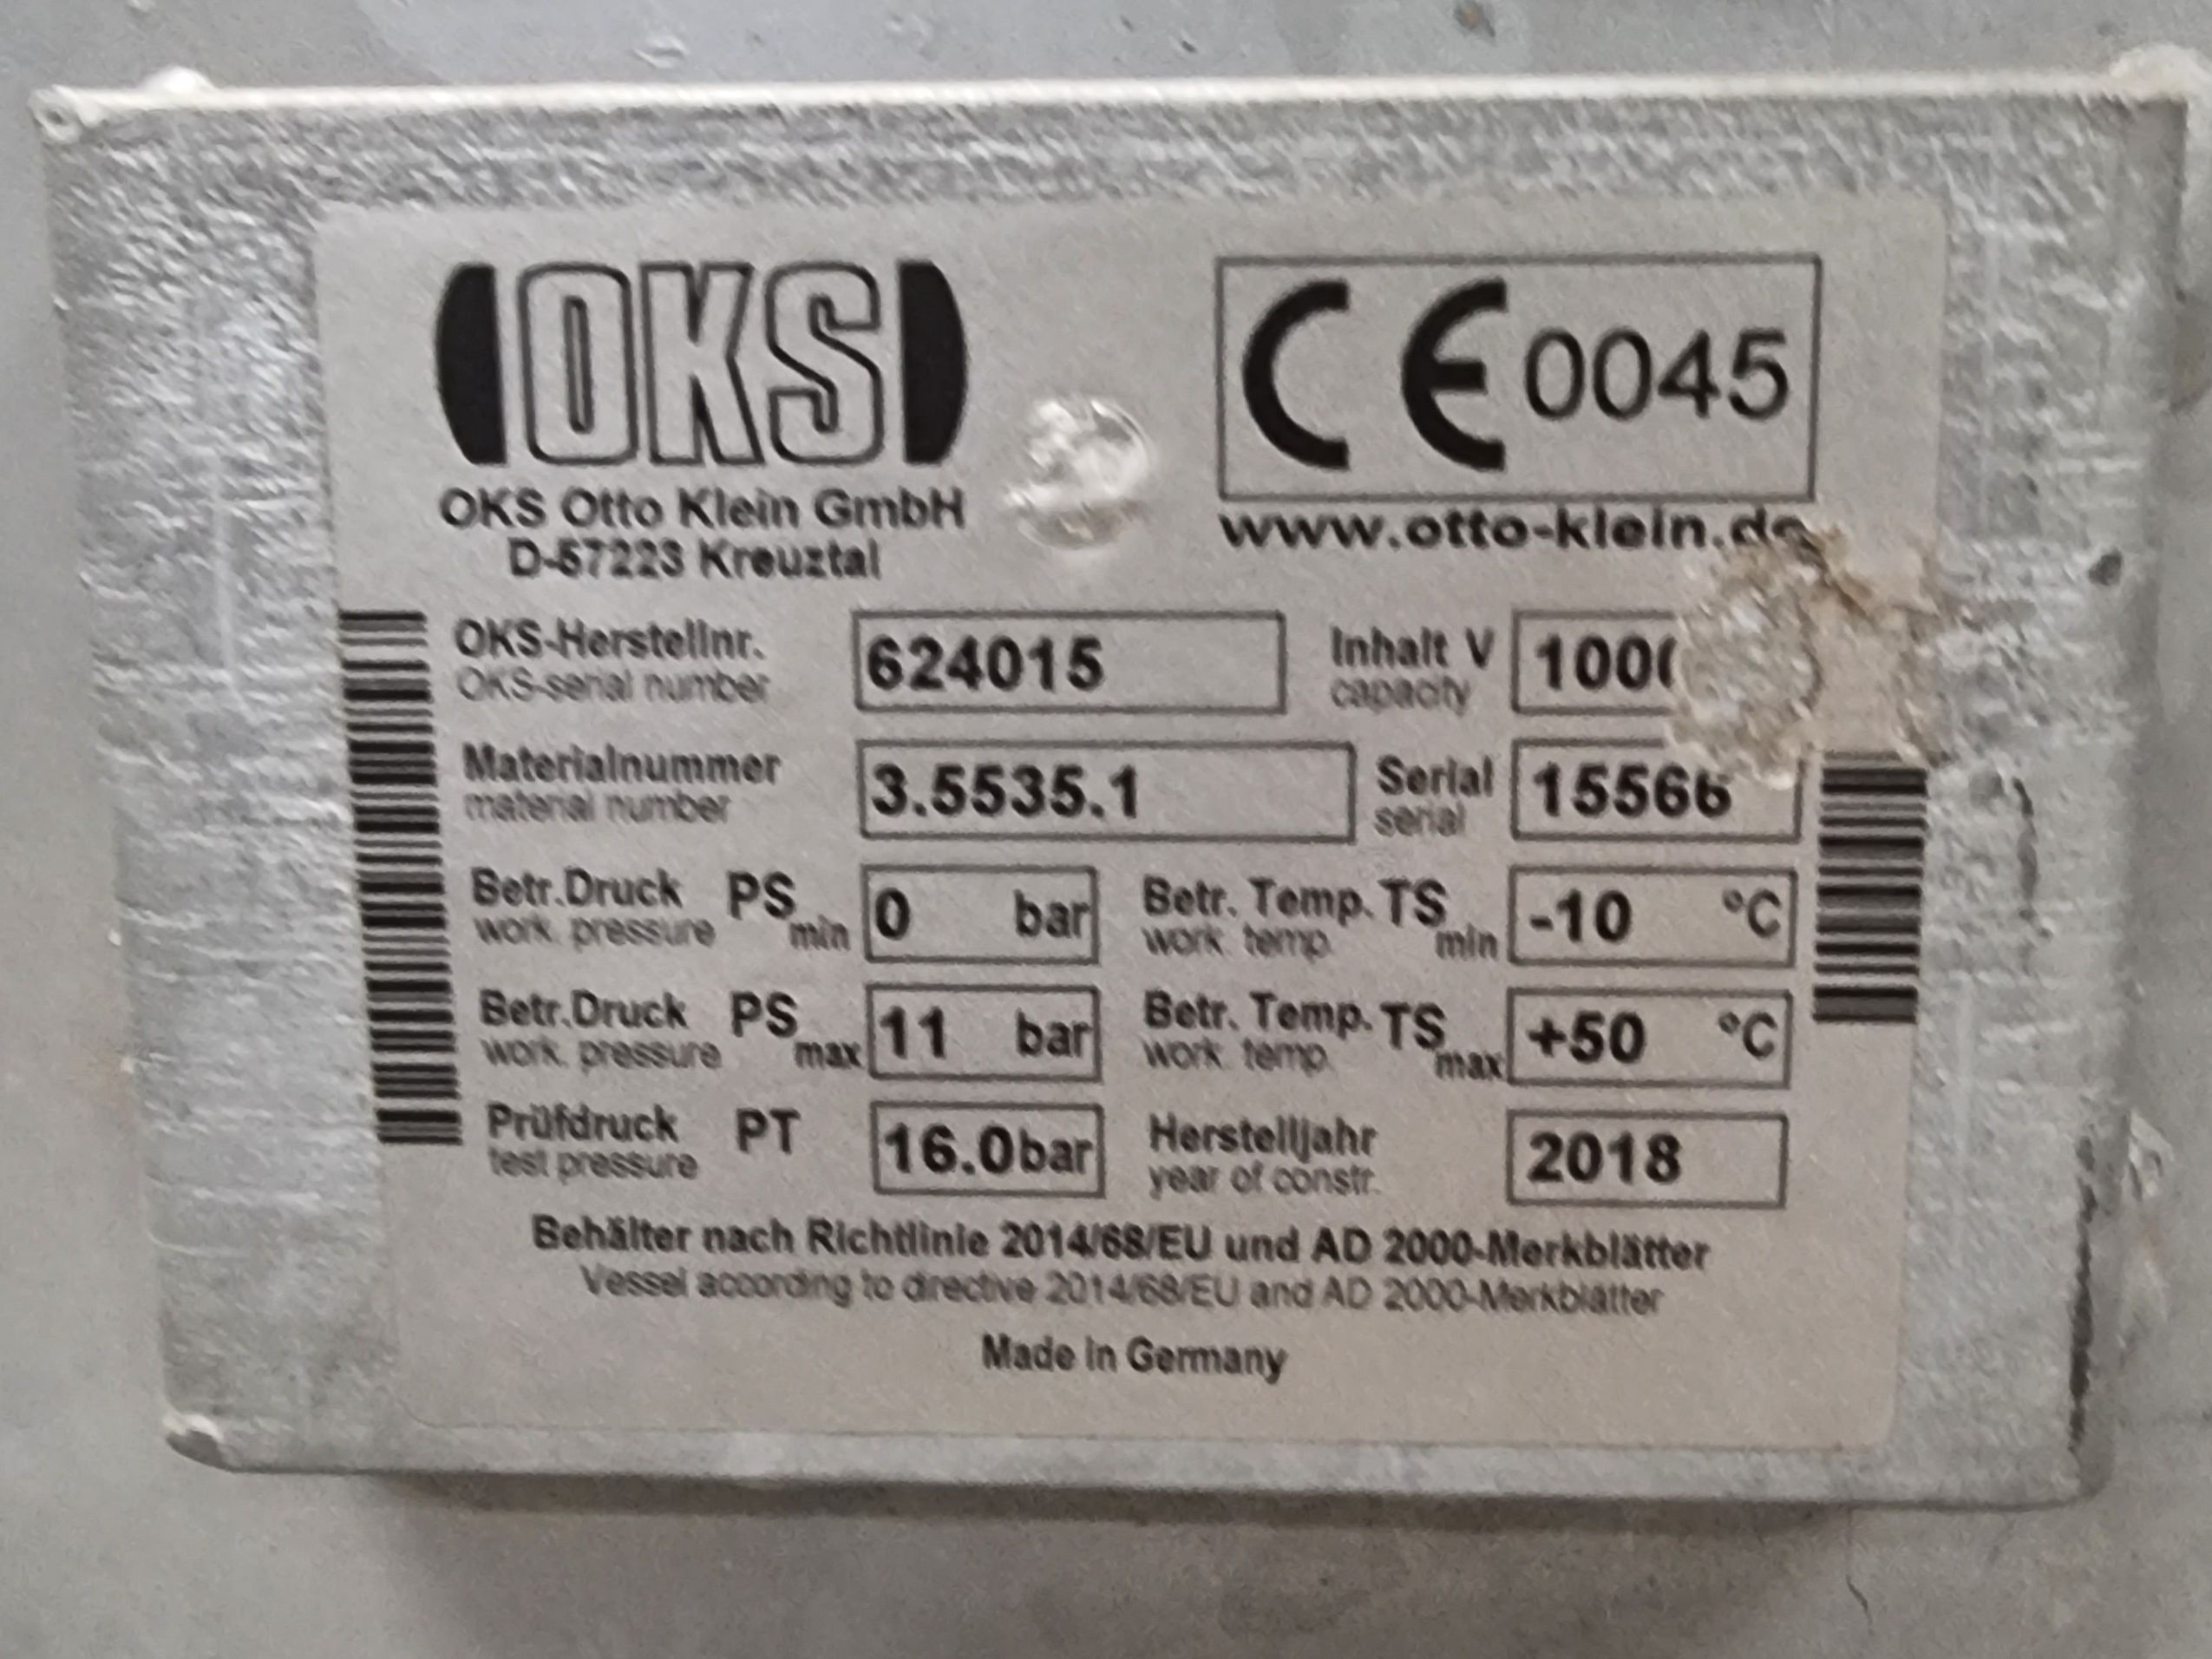 OKS
CE 0045
OKS Otto Klein GmbH
D-57223 Kreuztal
www.otto-klein.de
OKS-Herstellnr. 624015 Inhalt V
OKS-serial number capacity
Materialnummer 3.5535.1 Serial 15566
material number serial
Betr.Druck PS min 0 bar Betr. Temp. TS min -10 °C
work. pressure work. temp.
Betr.Druck PS max 11 bar Betr. Temp. TS max +50 °C
work. pressure work. temp.
Prüfdruck PT 16.0bar Herstelljahr 2018
test pressure year of constr.
Behälter nach Richtlinie 2014/68/EU und AD 2000-Merkblätter
Vessel according to directive 2014/68/EU and AD 2000-Merkblätter
Made in Germany